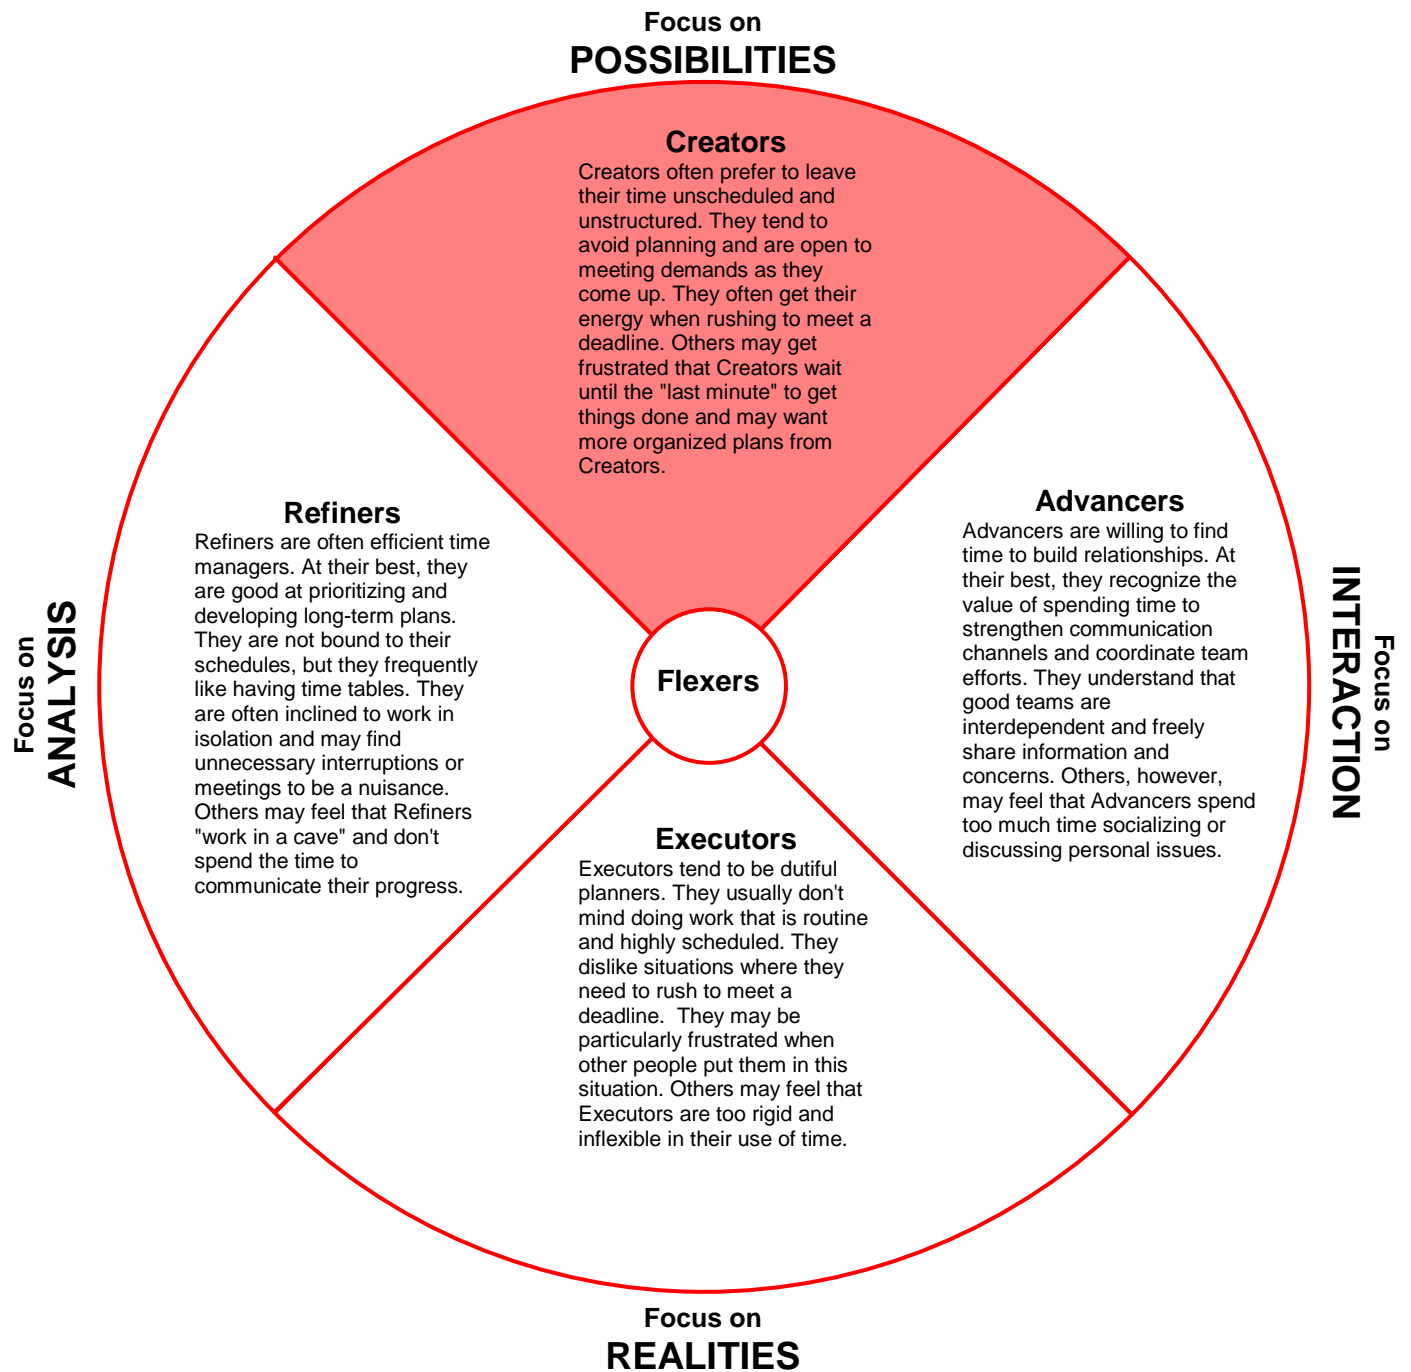 Focus on
POSSIBILITIES
Creators
Creators often prefer to leave
their time unscheduled and
unstructured. They tend to
avoid planning and are open to
meeting demands as they
come up. They often get their
energy when rushing to meet a
deadline. Others may get
frustrated that Creators wait
until the "last minute" to get
things done and may want
more organized plans from
Creators.
Focus on
ANALYSIS
Refiners
Refiners are often efficient time
managers. At their best, they
are good at prioritizing and
developing long-term plans.
They are not bound to their
schedules, but they frequently
like having time tables. They
are often inclined to work in
isolation and may find
unnecessary interruptions or
meetings to be a nuisance.
Others may feel that Refiners
"work in a cave" and don't
spend the time to
communicate their progress.
Flexers
Advancers
Advancers are willing to find
time to build relationships. At
their best, they recognize the
value of spending time to
strengthen communication
channels and coordinate team
efforts. They understand that
good teams are
interdependent and freely
share information and
concerns. Others, however,
may feel that Advancers spend
too much time socializing or
discussing personal issues.
Focus on
INTERACTION
Executors
Executors tend to be dutiful
planners. They usually don't
mind doing work that is routine
and highly scheduled. They
dislike situations where they
need to rush to meet a
deadline.  They may be
particularly frustrated when
other people put them in this
situation. Others may feel that
Executors are too rigid and
inflexible in their use of time.
Focus on
REALITIES